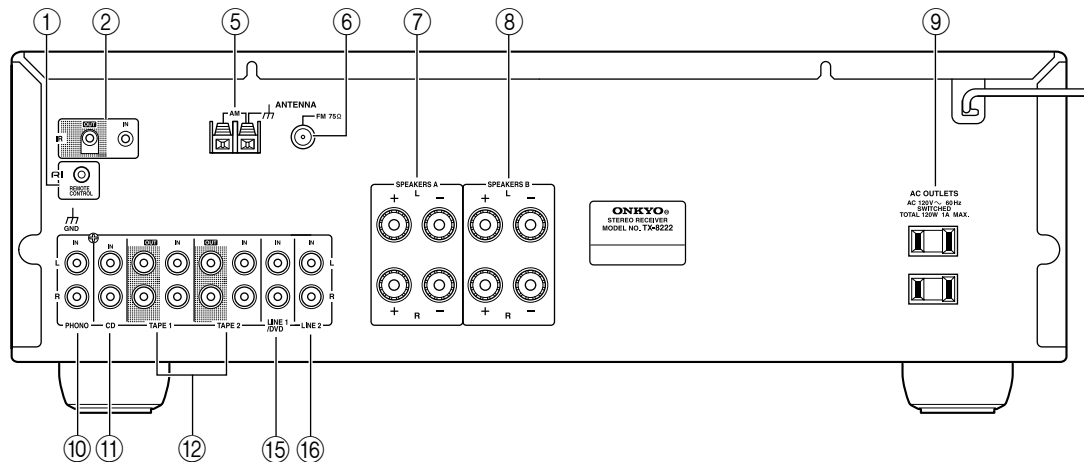 ① ② ⑤ ⑥ ⑦ ⑧ ⑨
ANTENNA
AM
FM 75Ω
OUT IN
IR
RI
REMOTE
CONTROL
GND
SPEAKERS A SPEAKERS B
L L
+ − + −
+ − + −
R R
ONKYO®
STEREO RECEIVER
MODEL NO. TX-8222
AC OUTLETS
AC 120V～ 60Hz
SWITCHED
TOTAL 120W 1A MAX.
IN IN OUT IN OUT IN IN IN
L L
R R
PHONO CD TAPE 1 TAPE 2 LINE 1 LINE 2
/DVD
⑩ ⑪ ⑫ ⑮ ⑯